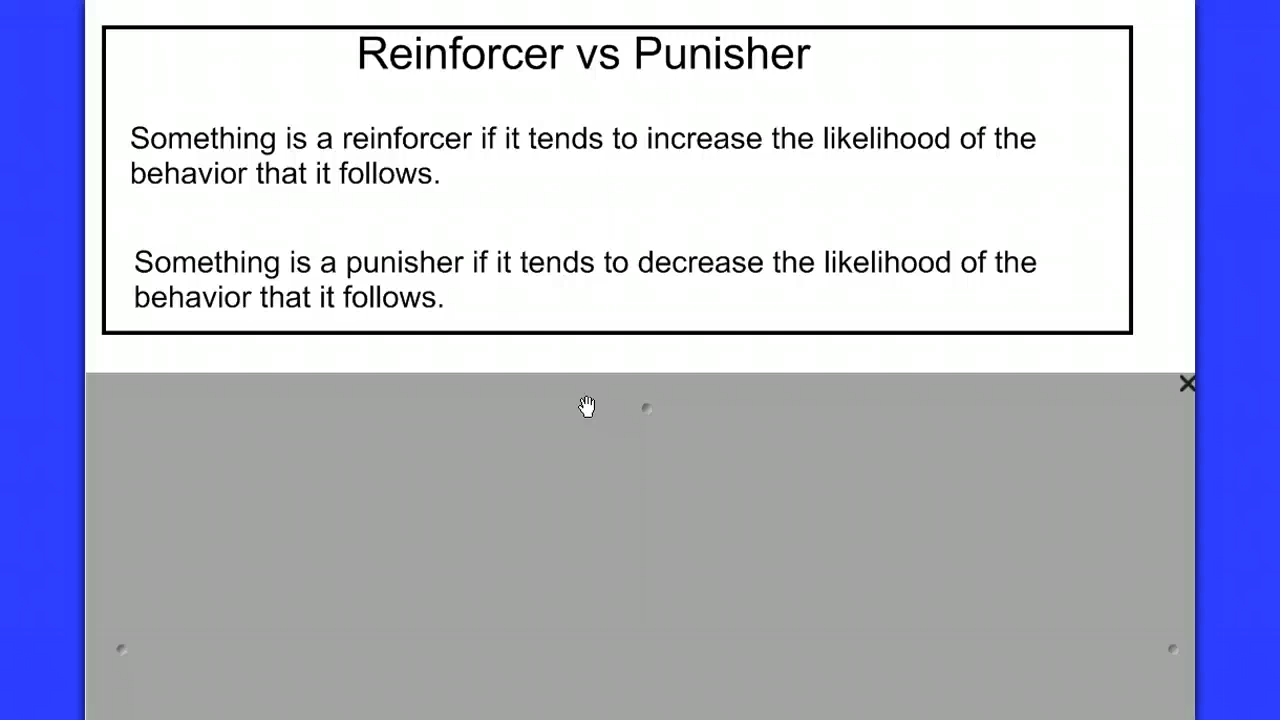 Reinforcer vs Punisher
Something is a reinforcer if it tends to increase the likelihood of the
behavior that it follows.
Something is a punisher if it tends to decrease the likelihood of the
behavior that it follows.